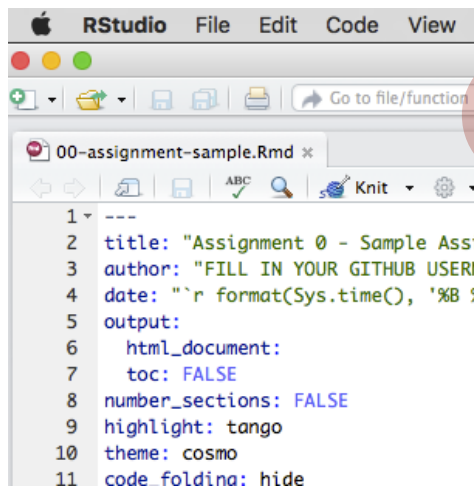 RStudio File Edit Code View
Go to file/function
00-assignment-sample.Rmd
ABC Knit
1 ---
2 title: "Assignment 0 - Sample Ass
3 author: "FILL IN YOUR GITHUB USER
4 date: "`r format(Sys.time(), '%B
5 output:
6 html_document:
7 toc: FALSE
8 number_sections: FALSE
9 highlight: tango
10 theme: cosmo
11 code_folding: hide